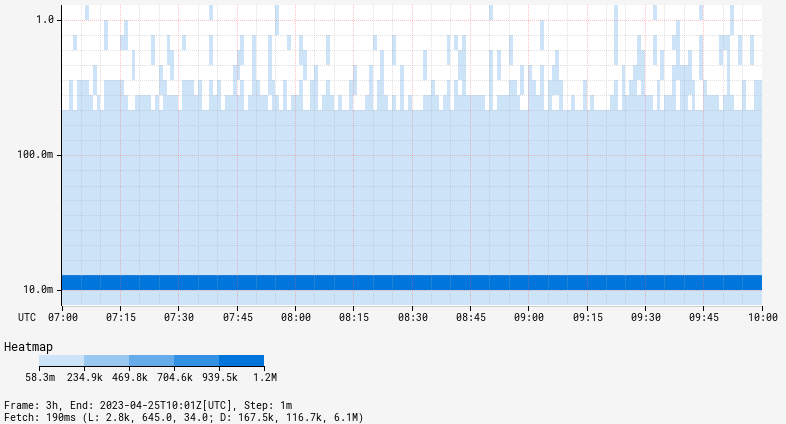 1.0
100.0m
10.0m
UTC 07:00 07:15 07:30 07:45 08:00 08:15 08:30 08:45 09:00 09:15 09:30 09:45 10:00
Heatmap
58.3m 234.9k 469.8k 704.6k 939.5k 1.2M
Frame: 3h, End: 2023-04-25T10:01Z[UTC], Step: 1m
Fetch: 190ms (L: 2.8k, 645.0, 34.0; D: 167.5k, 116.7k, 6.1M)